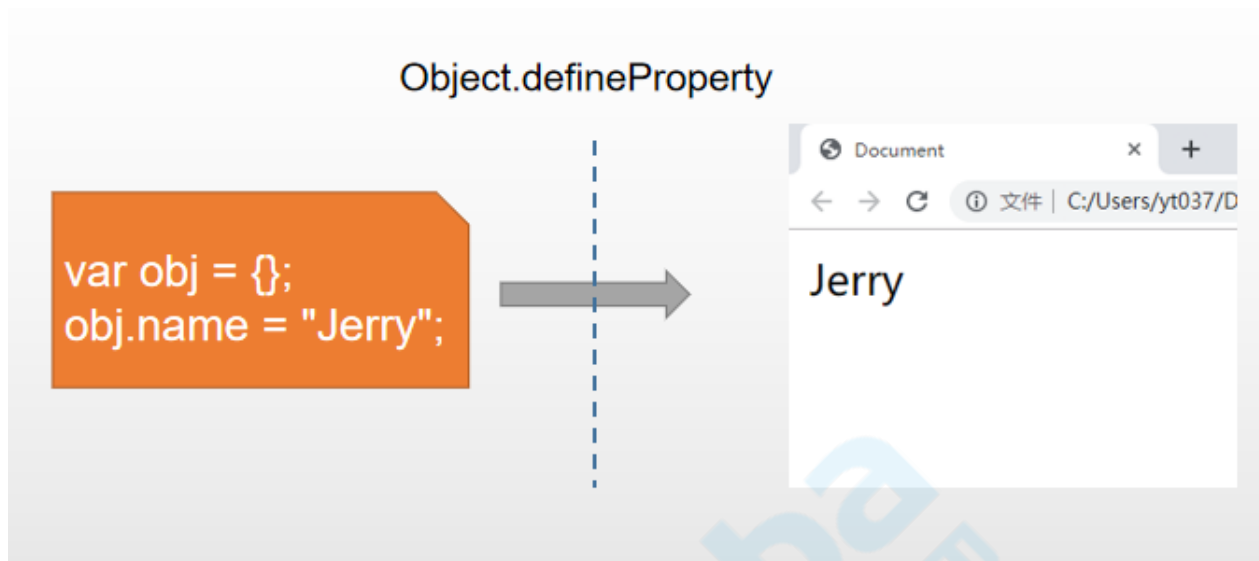 Object.defineProperty
var obj = {};
obj.name = "Jerry";
Document
文件 | C:/Users/yt037/D
Jerry